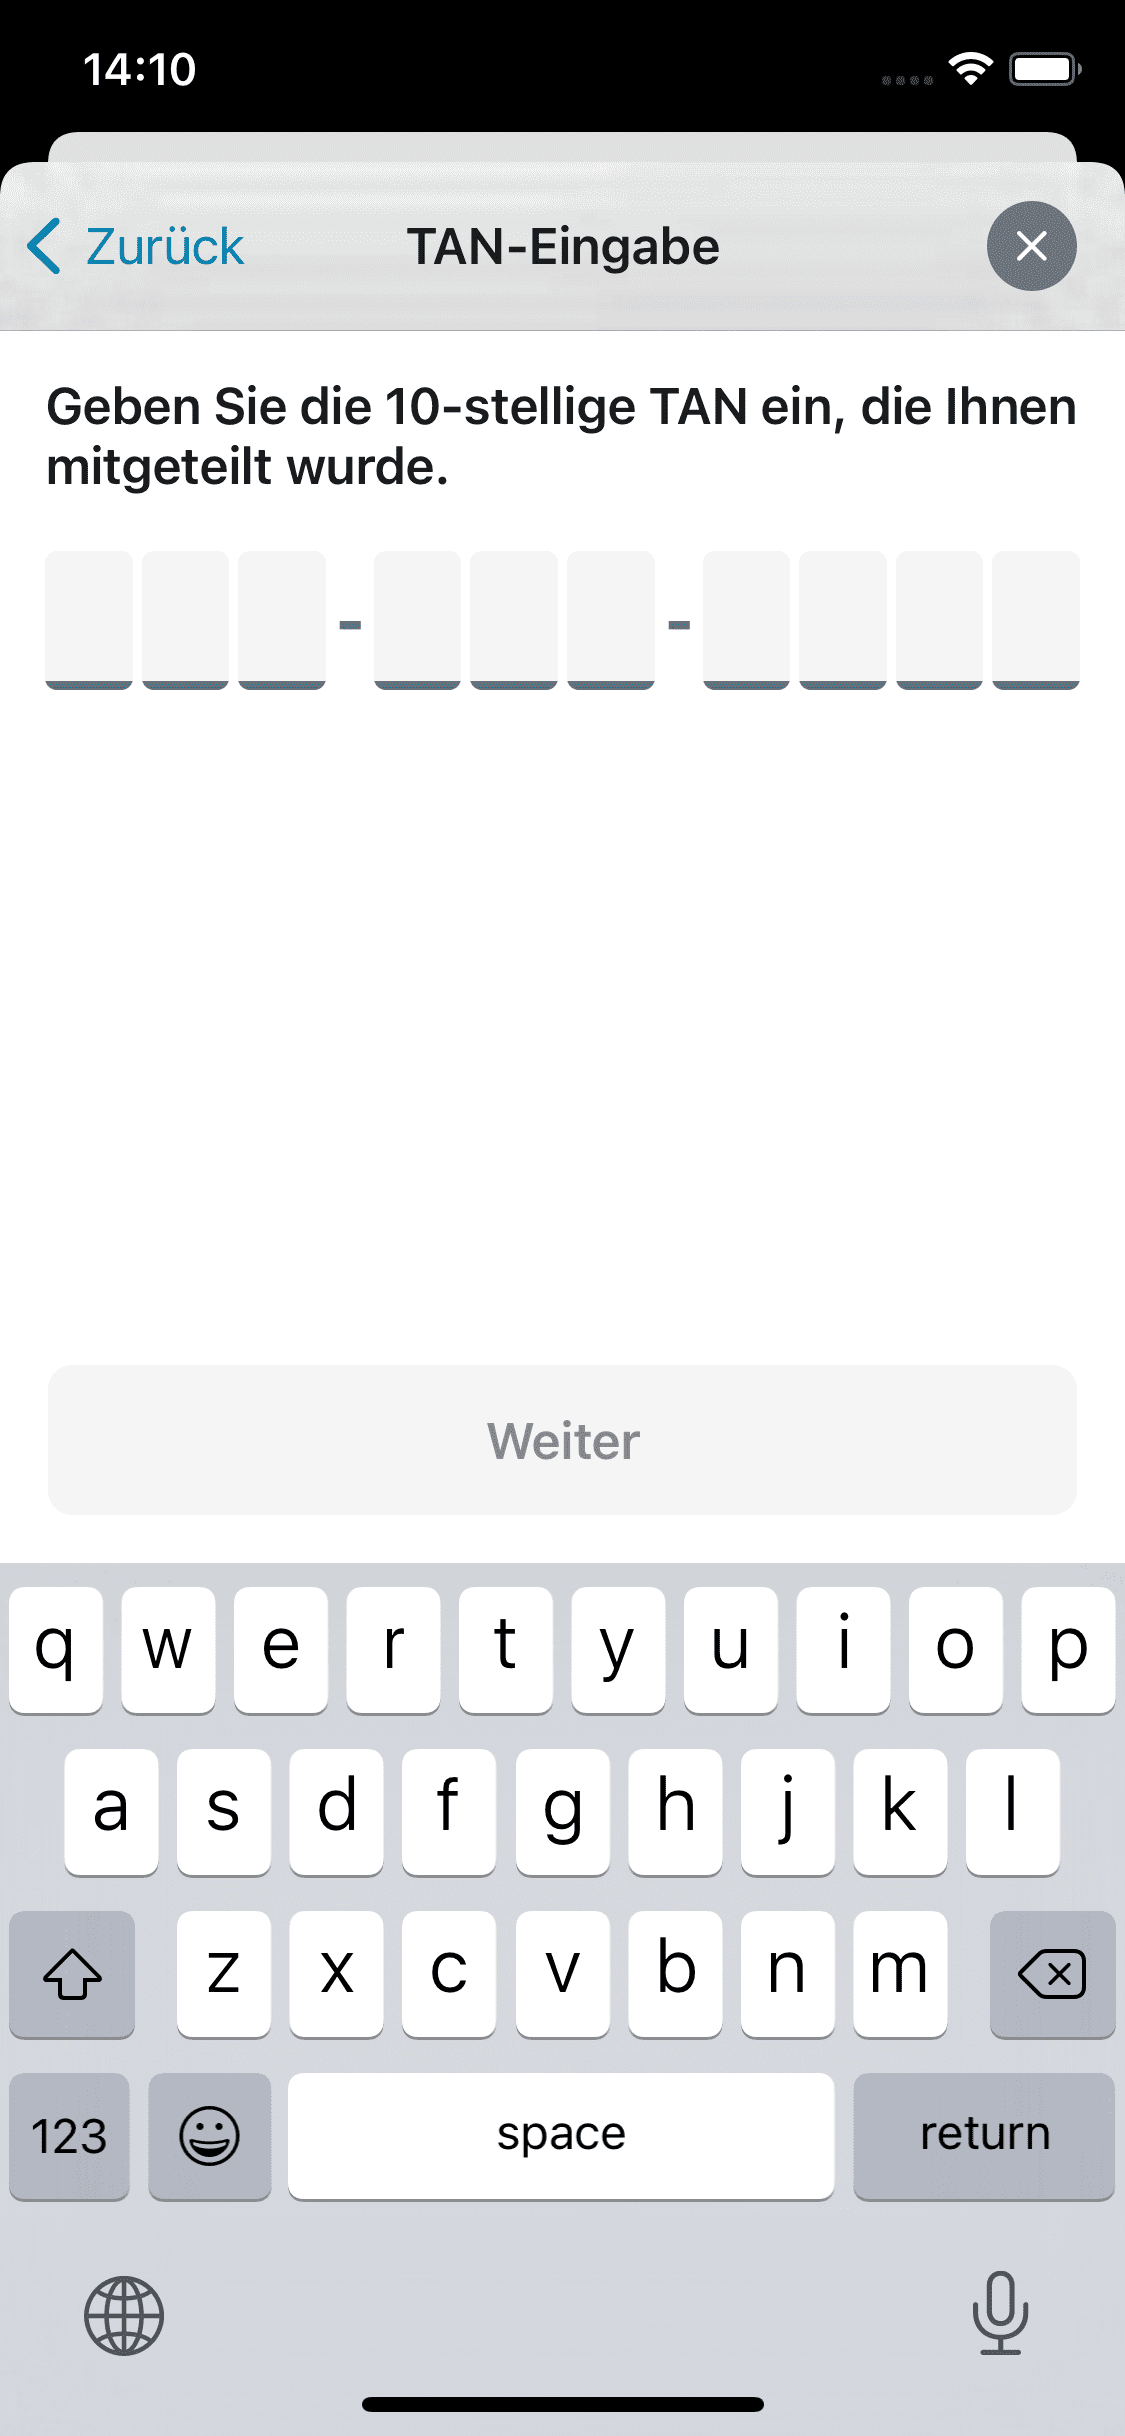 14:10
Zurück
TAN-Eingabe
Geben Sie die 10-stellige TAN ein, die Ihnen
mitgeteilt wurde.
- -
Weiter
q w e r t y u i o p
a s d f g h j k l
z x c v b n m
123 space return